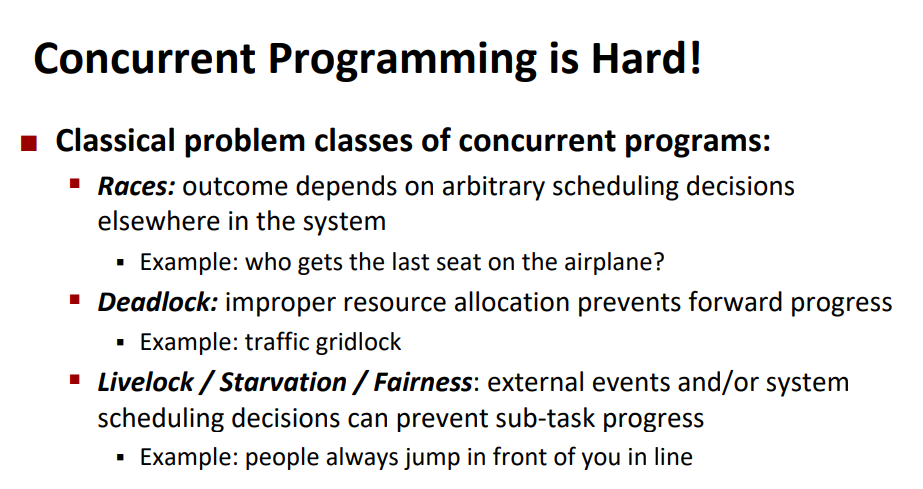 Concurrent Programming is Hard!
Classical problem classes of concurrent programs:
Races: outcome depends on arbitrary scheduling decisions
elsewhere in the system
Example: who gets the last seat on the airplane?
Deadlock: improper resource allocation prevents forward progress
Example: traffic gridlock
Livelock / Starvation / Fairness: external events and/or system
scheduling decisions can prevent sub-task progress
Example: people always jump in front of you in line